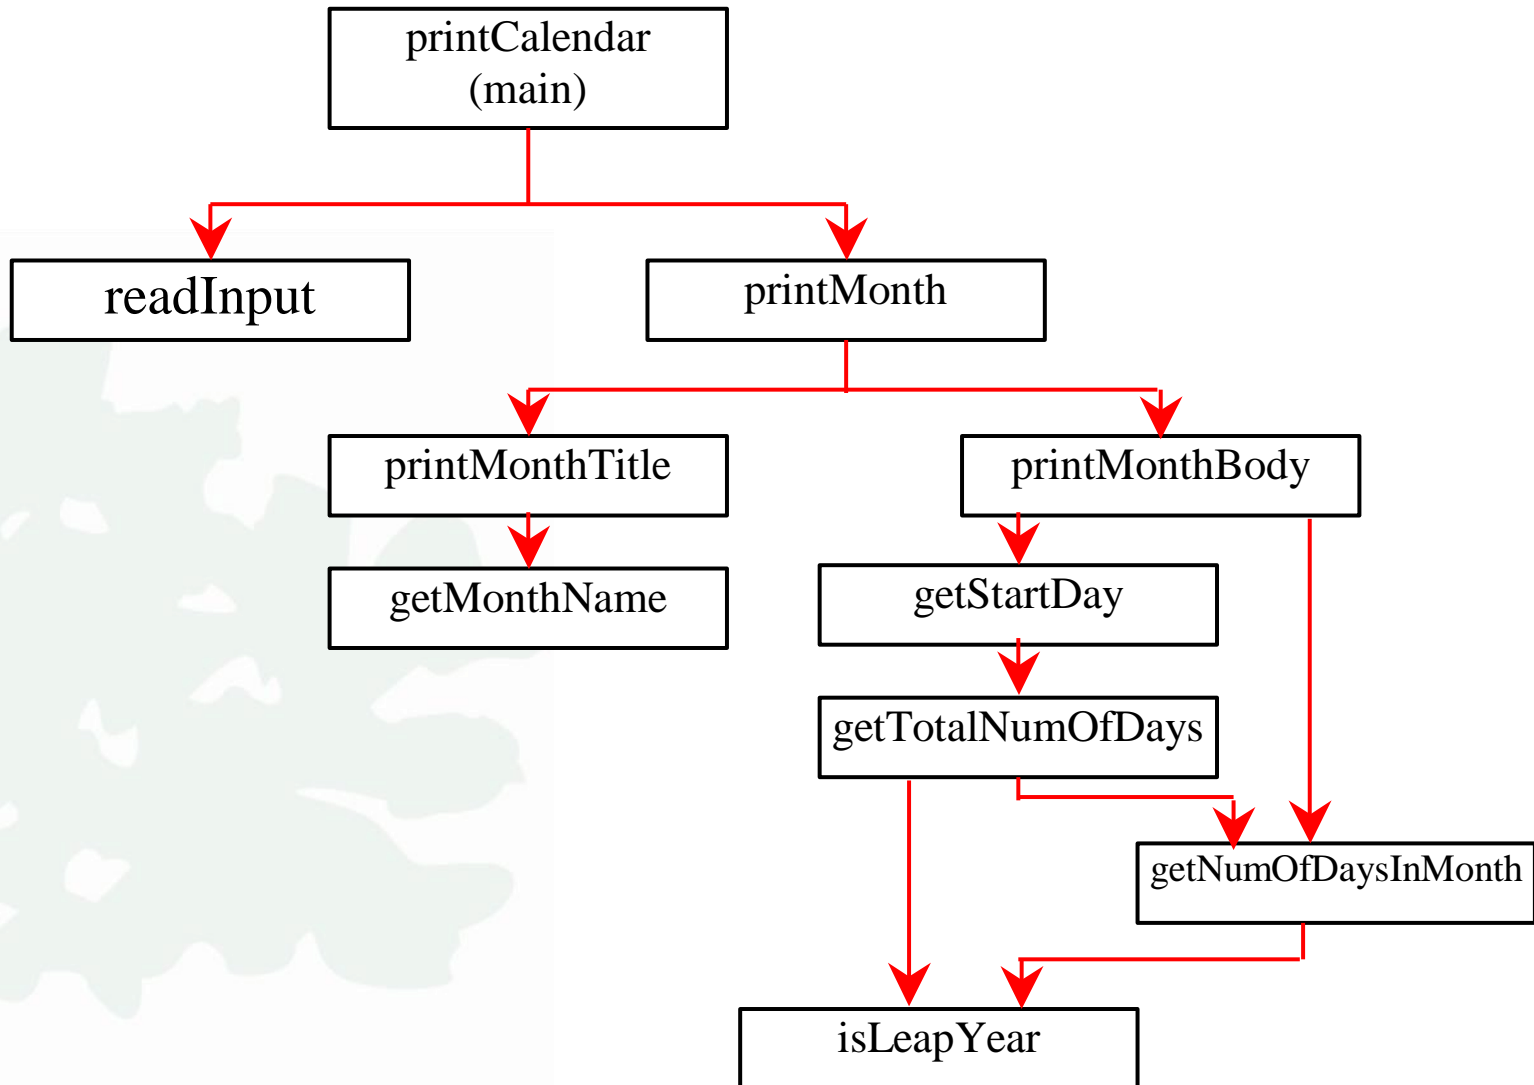 printCalendar
(main)
readInput
printMonth
printMonthTitle
printMonthBody
getMonthName
getStartDay
getTotalNumOfDays
getNumOfDaysInMonth
isLeapYear